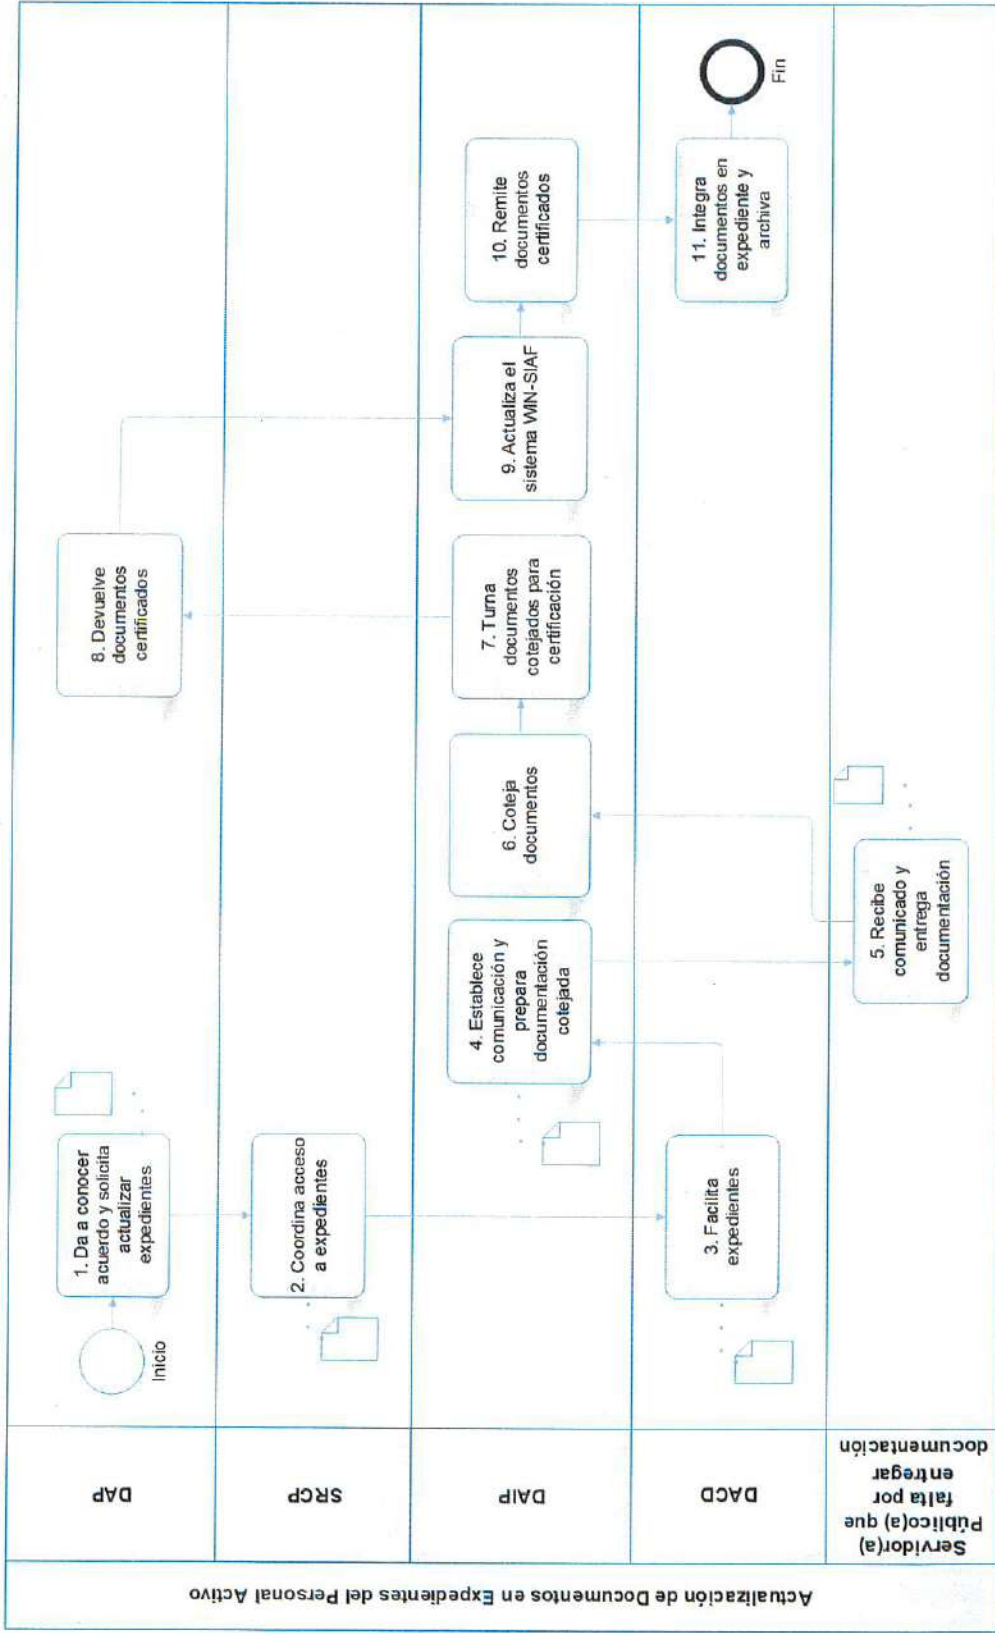 Actualización de Documentos en Expedientes del Personal Activo
DAP
SRCP
DAIP
DACD
Servidor(a)
Público(a) que
falta por
entregar
documentación
Inicio
1. Da a conocer
acuerdo y solicita
actualizar
expedientes
2. Coordina acceso
a expedientes
3. Facilita
expedientes
4. Establece
comunicación y
prepara
documentación
cotejada
5. Recibe
comunicado y
entrega
documentación
6. Coteja
documentos
7. Turna
documentos
cotejados para
certificación
8. Devuelve
documentos
certificados
9. Actualiza el
sistema WIN-SIAF
10. Remite
documentos
certificados
11. Integra
documentos en
expediente y
archiva
Fin